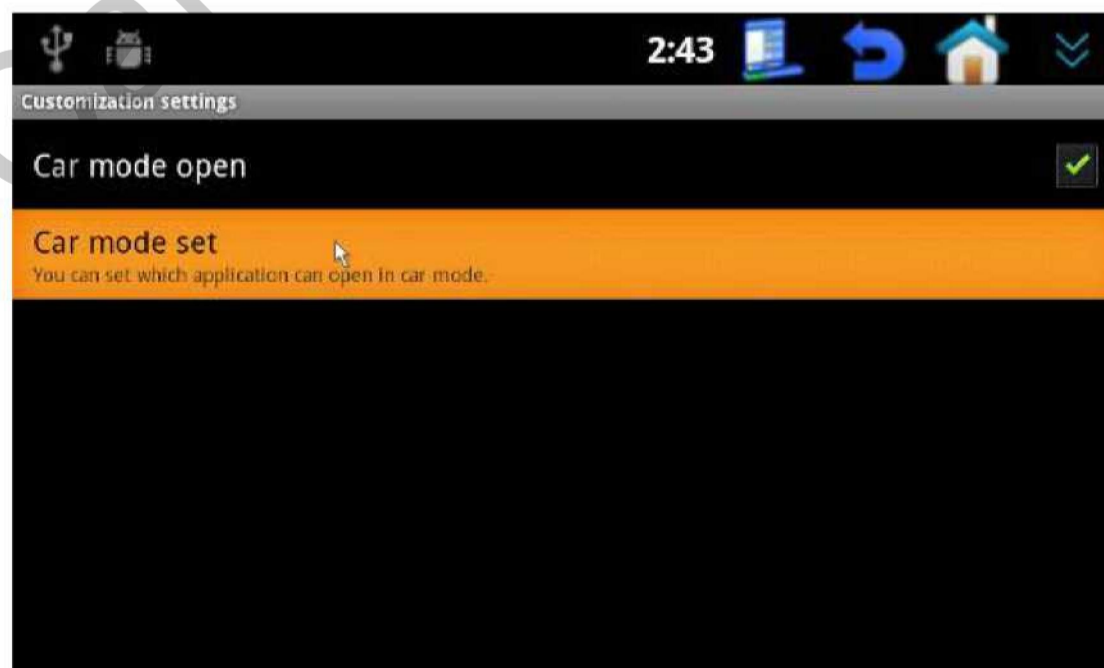 2:43
Customization settings
Car mode open
Car mode set
You can set which application can open in car mode.